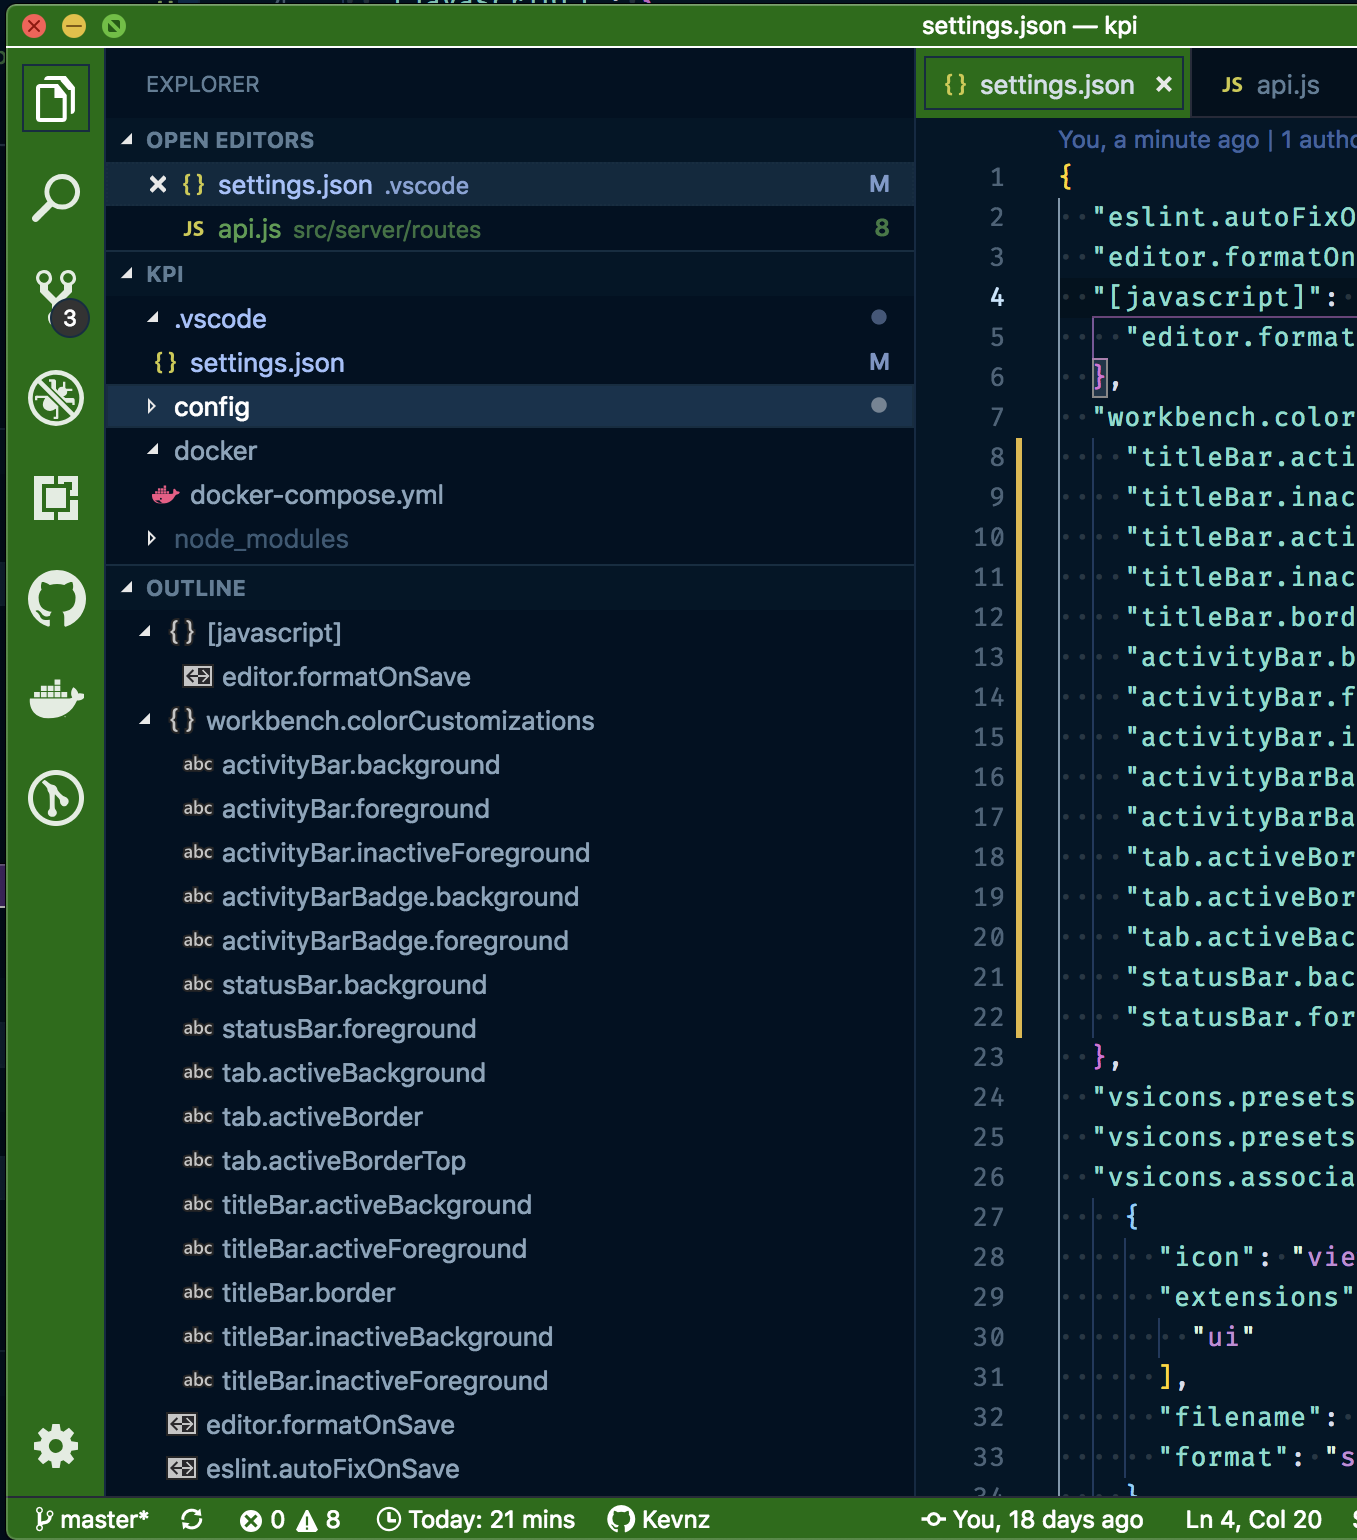 settings.json — kpi
EXPLORER
OPEN EDITORS
{} settings.json .vscode M
JS api.js src/server/routes 8
KPI
.vscode
{} settings.json M
config
docker
docker-compose.yml
node_modules
OUTLINE
{} [javascript]
editor.formatOnSave
{} workbench.colorCustomizations
abc activityBar.background
abc activityBar.foreground
abc activityBar.inactiveForeground
abc activityBarBadge.background
abc activityBarBadge.foreground
abc statusBar.background
abc statusBar.foreground
abc tab.activeBackground
abc tab.activeBorder
abc tab.activeBorderTop
abc titleBar.activeBackground
abc titleBar.activeForeground
abc titleBar.border
abc titleBar.inactiveBackground
abc titleBar.inactiveForeground
editor.formatOnSave
eslint.autoFixOnSave
3
{} settings.json
JS api.js
You, a minute ago | 1 autho
1 {
2 "eslint.autoFixO
3 "editor.formatOn
4 "[javascript]":
5 "editor.format
6 },
7 "workbench.color
8 "titleBar.acti
9 "titleBar.inac
10 "titleBar.acti
11 "titleBar.inac
12 "titleBar.bord
13 "activityBar.b
14 "activityBar.f
15 "activityBar.i
16 "activityBarBa
17 "activityBarBa
18 "tab.activeBor
19 "tab.activeBor
20 "tab.activeBac
21 "statusBar.bac
22 "statusBar.for
23 },
24 "vsicons.presets
25 "vsicons.presets
26 "vsicons.associa
27 {
28 "icon": "vie
29 "extensions"
30 "ui"
31 ],
32 "filename":
33 "format": "s
34 }
master* 0 8 Today: 21 mins Kevnz You, 18 days ago Ln 4, Col 20